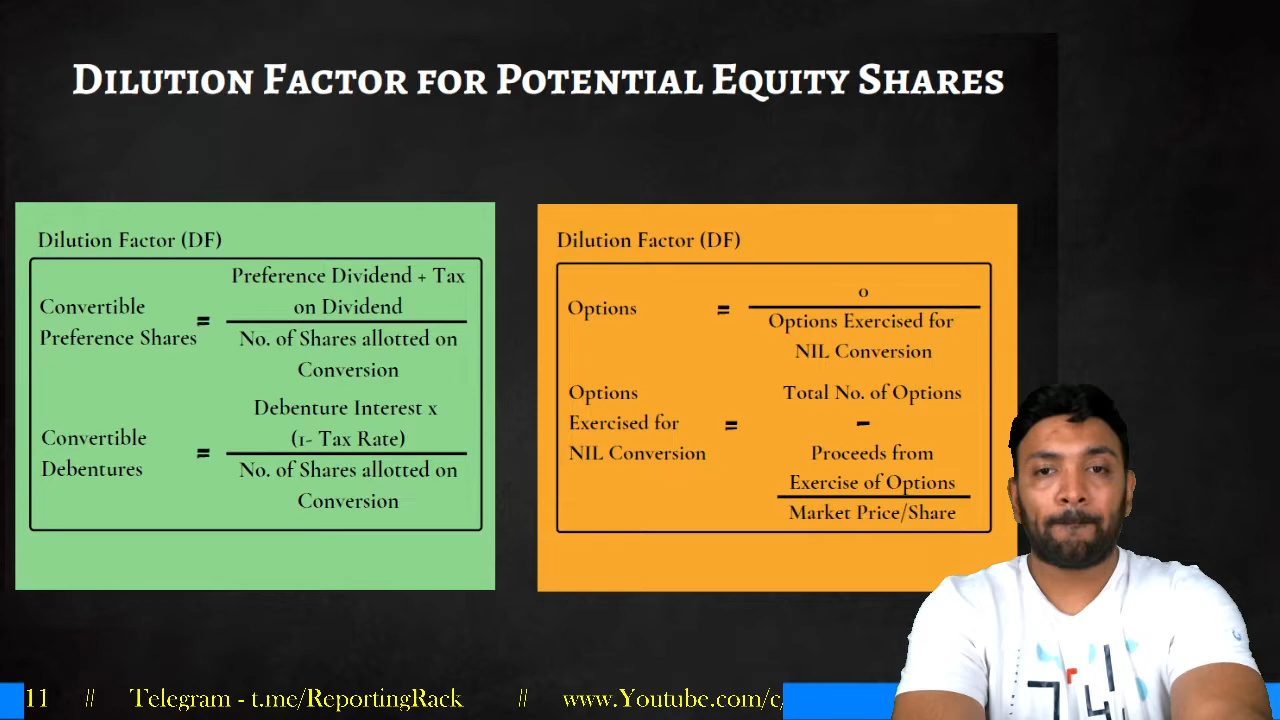 Dilution Factor for Potential Equity Shares
Dilution Factor (DF)
Convertible
Preference Shares
=
Preference Dividend + Tax
on Dividend
No. of Shares allotted on
Conversion
Convertible
Debentures
=
Debenture Interest x
(1- Tax Rate)
No. of Shares allotted on
Conversion
Dilution Factor (DF)
Options
=
0
Options Exercised for
NIL Conversion
Options
Exercised for
NIL Conversion
=
Total No. of Options
-
Proceeds from
Exercise of Options
Market Price/Share
11 // Telegram - t.me/ReportingRack // www.Youtube.com/c/